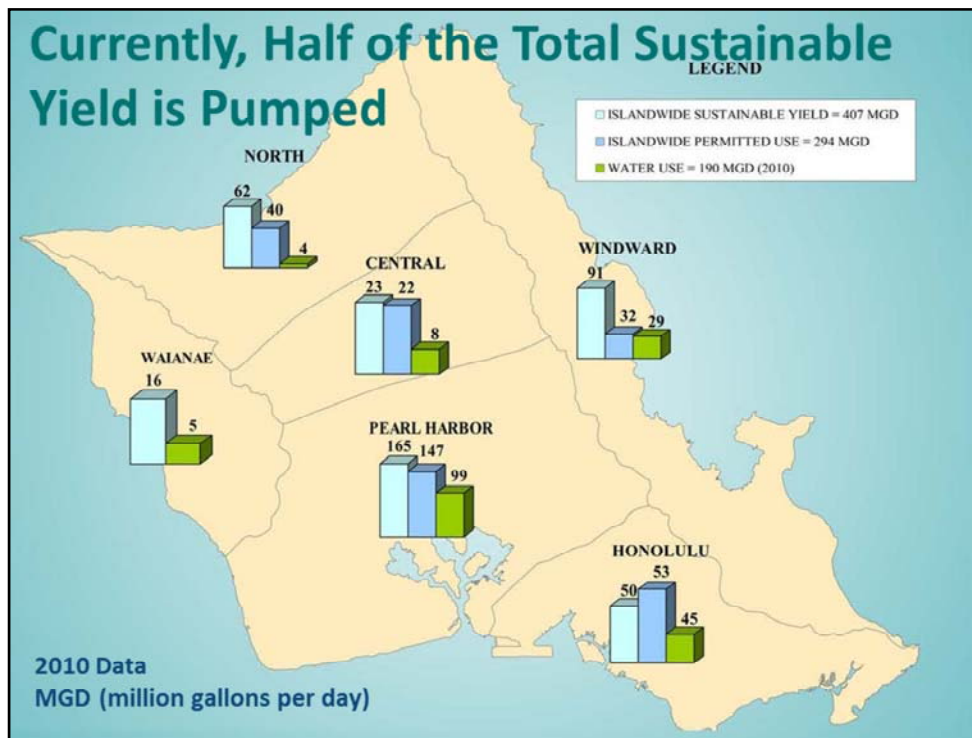 Currently, Half of the Total Sustainable
Yield is Pumped
LEGEND
ISLANDWIDE SUSTAINABLE YIELD = 407 MGD
ISLANDWIDE PERMITTED USE = 294 MGD
WATER USE = 190 MGD (2010)
NORTH
62
40
4
CENTRAL
23
22
8
WINDWARD
91
32
29
WAIANAE
16
5
PEARL HARBOR
165
147
99
HONOLULU
50
53
45
2010 Data
MGD (million gallons per day)